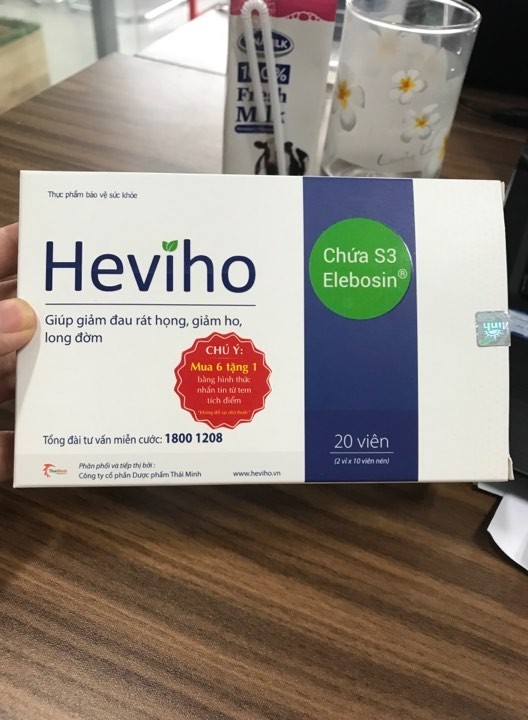 100%
Fresh
Milk
Thực phẩm bảo vệ sức khỏe
Heviho
Giúp giảm đau rát họng, giảm ho,
long đờm
CHÚ Ý:
Mua 6 tặng 1
bằng hình thức
nhắn tin từ tem
tích điểm
Tổng đài tư vấn miễn cước: 1800 1208
Phân phối và tiếp thị bởi:
Công ty cổ phần Dược phẩm Thái Minh
www.heviho.vn
Chứa S3
Elebosin®
20 viên
(2 vỉ x 10 viên nén)